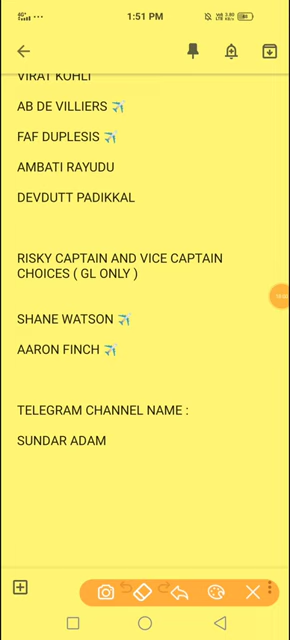 4G
1:51 PM
VIRAT KOHLI
AB DE VILLIERS ✈️
FAF DUPLESIS ✈️
AMBATI RAYUDU
DEVDUTT PADIKKAL
RISKY CAPTAIN AND VICE CAPTAIN
CHOICES ( GL ONLY )
SHANE WATSON ✈️
AARON FINCH ✈️
TELEGRAM CHANNEL NAME :
SUNDAR ADAM